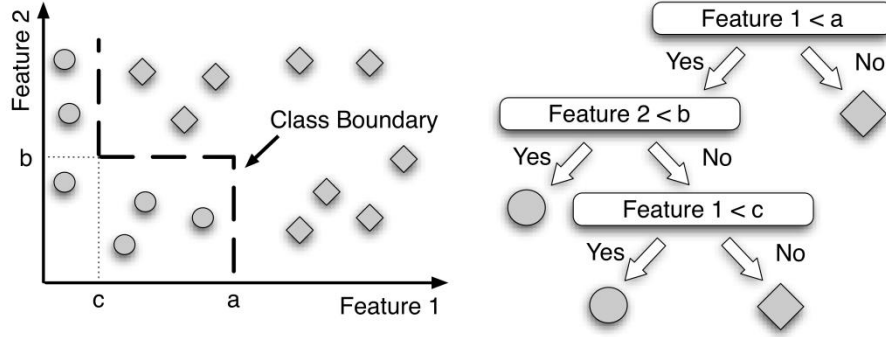 Feature 2
b
c
a
Feature 1
Class Boundary
Feature 1 < a
Yes
No
Feature 2 < b
Yes
No
Feature 1 < c
Yes
No